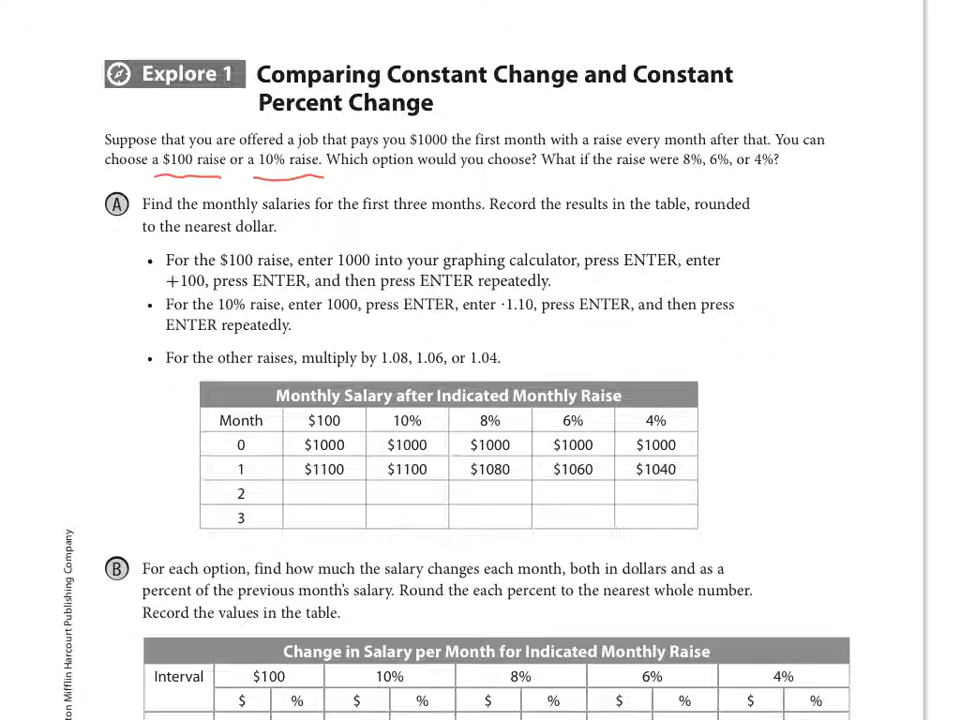 Explore 1 Comparing Constant Change and Constant
Percent Change
Suppose that you are offered a job that pays you $1000 the first month with a raise every month after that. You can
choose a $100 raise or a 10% raise. Which option would you choose? What if the raise were 8%, 6%, or 4%?
A Find the monthly salaries for the first three months. Record the results in the table, rounded
to the nearest dollar.
• For the $100 raise, enter 1000 into your graphing calculator, press ENTER, enter
+100, press ENTER, and then press ENTER repeatedly.
• For the 10% raise, enter 1000, press ENTER, enter ·1.10, press ENTER, and then press
ENTER repeatedly.
• For the other raises, multiply by 1.08, 1.06, or 1.04.
Monthly Salary after Indicated Monthly Raise
Month $100 10% 8% 6% 4%
0 $1000 $1000 $1000 $1000 $1000
1 $1100 $1100 $1080 $1060 $1040
2
3
B For each option, find how much the salary changes each month, both in dollars and as a
percent of the previous month's salary. Round the each percent to the nearest whole number.
Record the values in the table.
Change in Salary per Month for Indicated Monthly Raise
Interval $100 10% 8% 6% 4%
$ % $ % $ % $ % $ %
ton Mifflin Harcourt Publishing Company